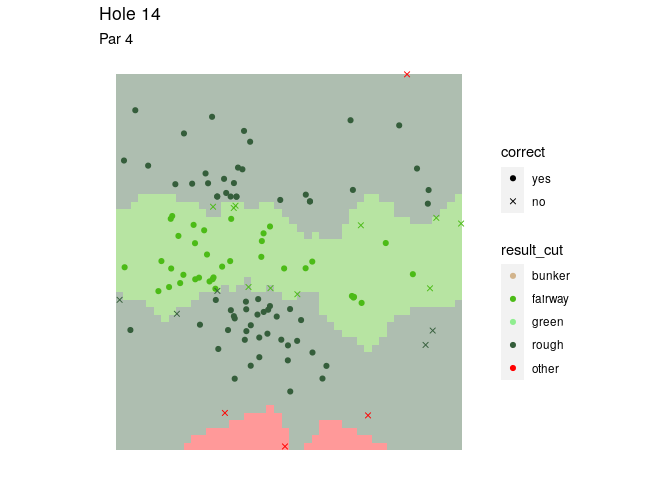 Hole 14
Par 4
correct
yes
no
result_cut
bunker
fairway
green
rough
other